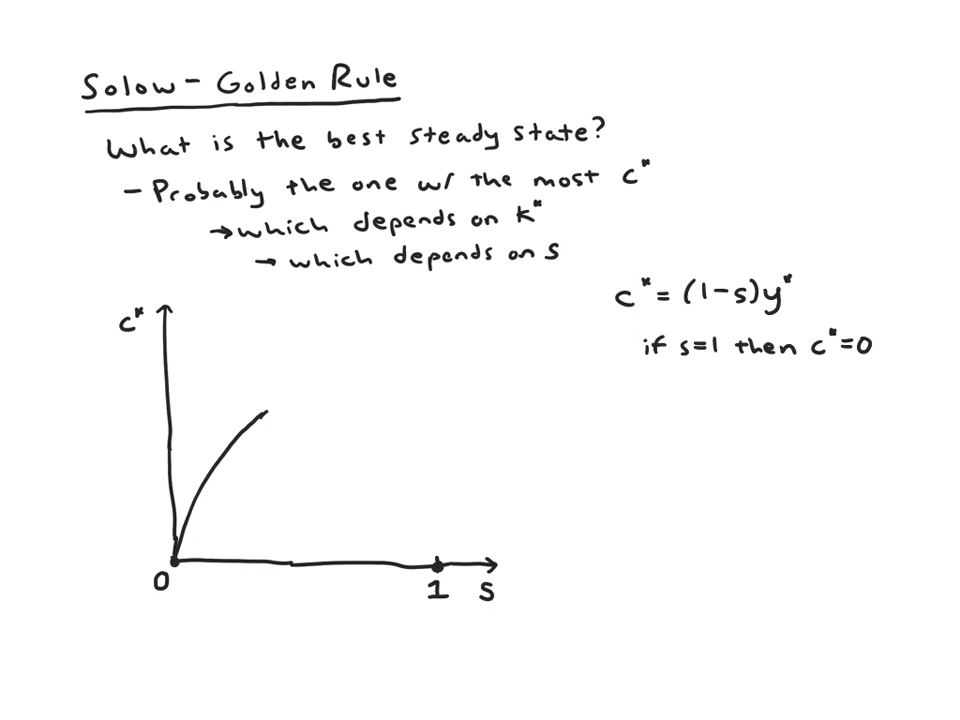 Solow - Golden Rule
What is the best steady state?
- Probably the one w/ the most c*
→ which depends on k*
→ which depends on s
c* = (1-s)y*
if s=1 then c*=0
c*
0
1 s